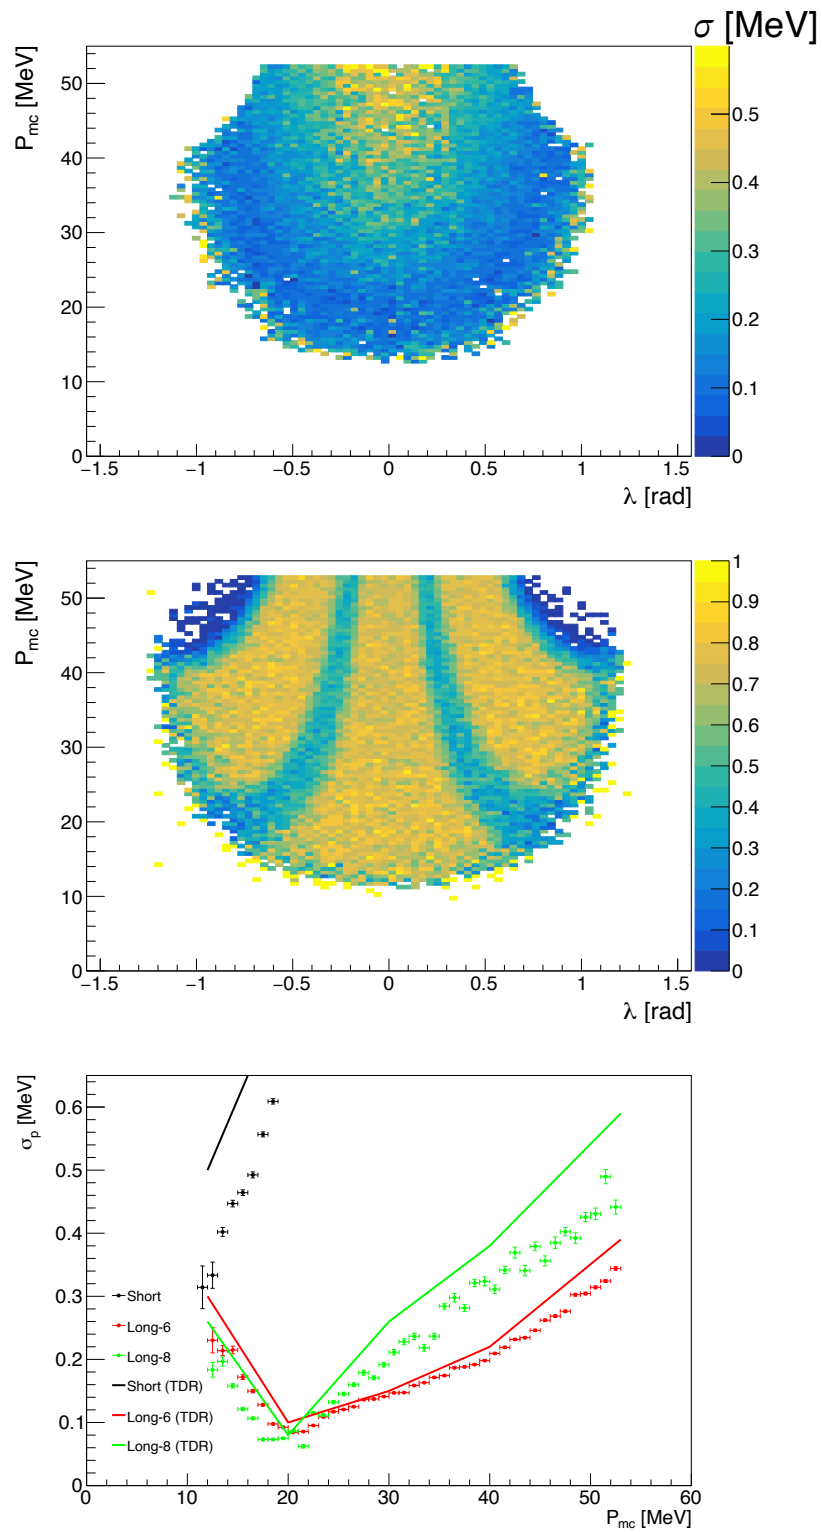 σ [MeV]
P_mc [MeV]
50
40
30
20
10
0
0.5
0.4
0.3
0.2
0.1
0
−1.5 −1 −0.5 0 0.5 1 1.5
λ [rad]
P_mc [MeV]
50
40
30
20
10
0
1
0.9
0.8
0.7
0.6
0.5
0.4
0.3
0.2
0.1
0
−1.5 −1 −0.5 0 0.5 1 1.5
λ [rad]
σ_p [MeV]
0.6
0.5
0.4
0.3
0.2
0.1
0
Short
Long-6
Long-8
Short (TDR)
Long-6 (TDR)
Long-8 (TDR)
0 10 20 30 40 50 60
P_mc [MeV]